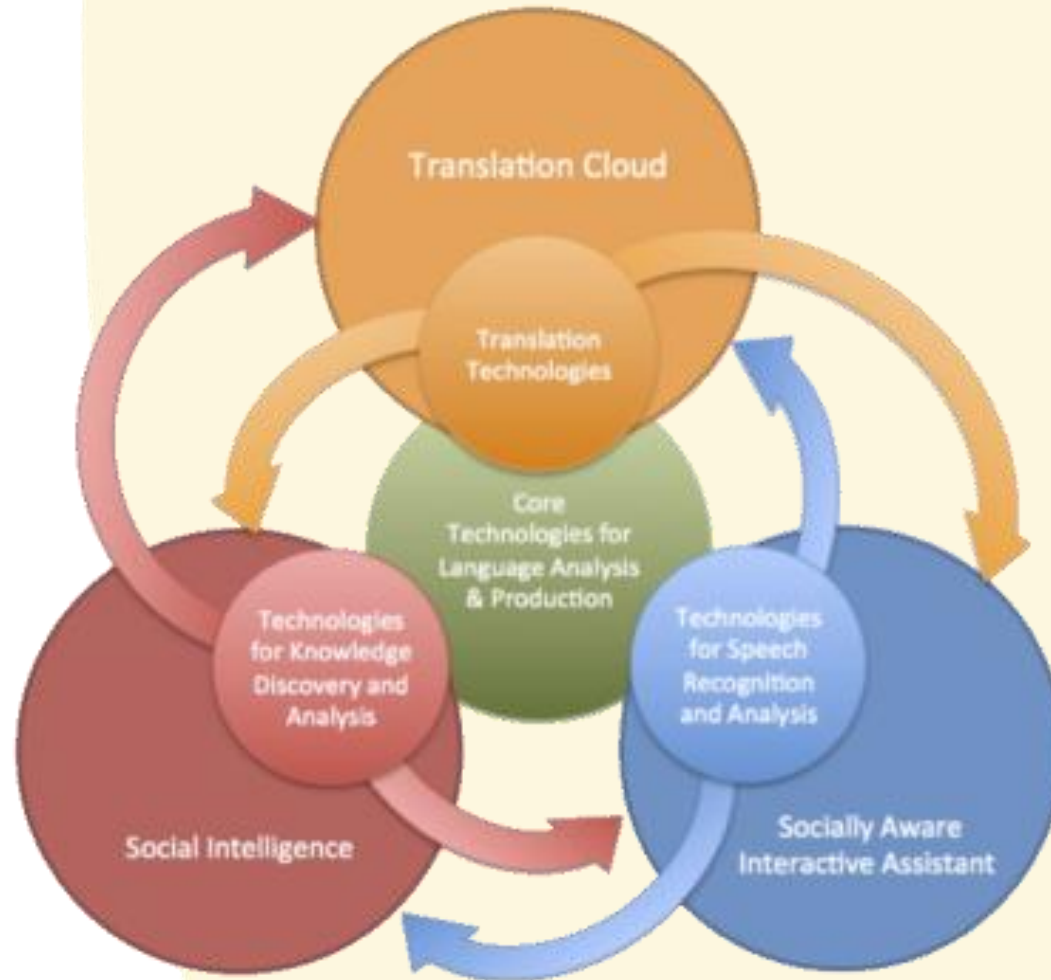 Translation Cloud
Translation
Technologies
Core
Technologies for
Language Analysis
& Production
Technologies
for Knowledge
Discovery and
Analysis
Technologies
for Speech
Recognition
and Analysis
Social Intelligence
Socially Aware
Interactive Assistant